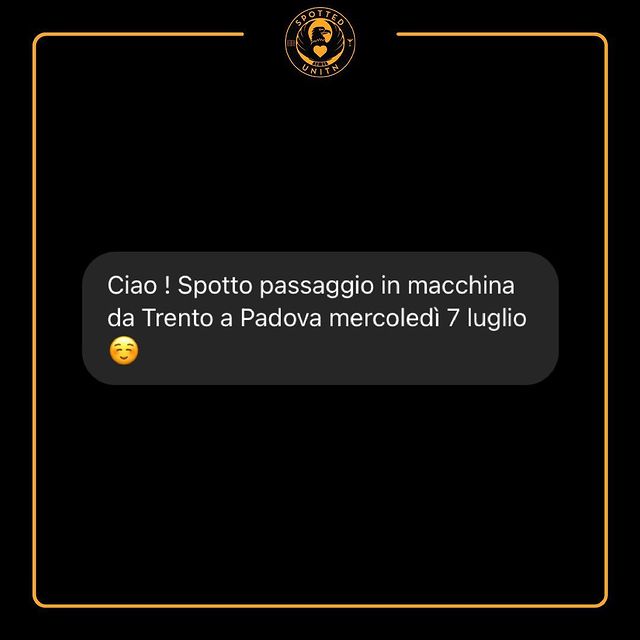 SPOTTED
UNITN
Ciao ! Spotto passaggio in macchina
da Trento a Padova mercoledì 7 luglio
☺️